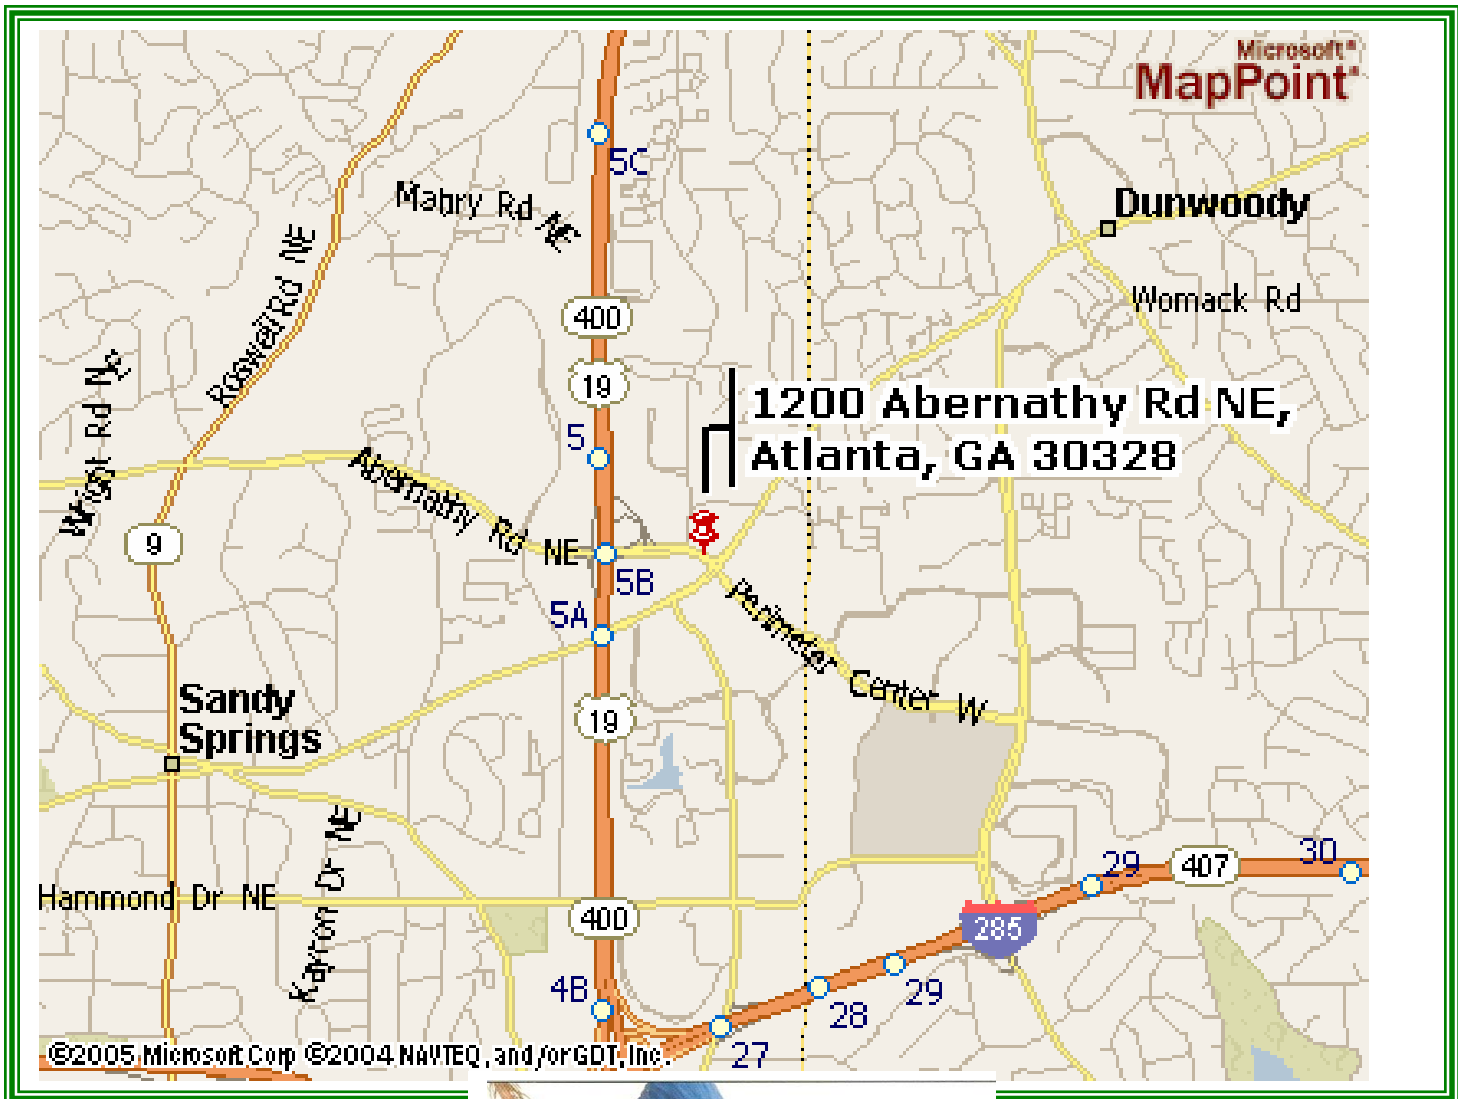 Microsoft®
MapPoint®
5C
Mabry Rd NE
Dunwoody
Roswell Rd NE
Womack Rd
400
19
Wright Rd NE
1200 Abernathy Rd NE,
Atlanta, GA 30328
5
Abernathy Rd NE
9
5B
5A
Perimeter Center W
Sandy
Springs
19
Karron Dr NE
29
407
30
Hammond Dr NE
400
285
4B
29
28
27
©2005 Microsoft Corp ©2004 NAVTEQ, and/or GDT, Inc.